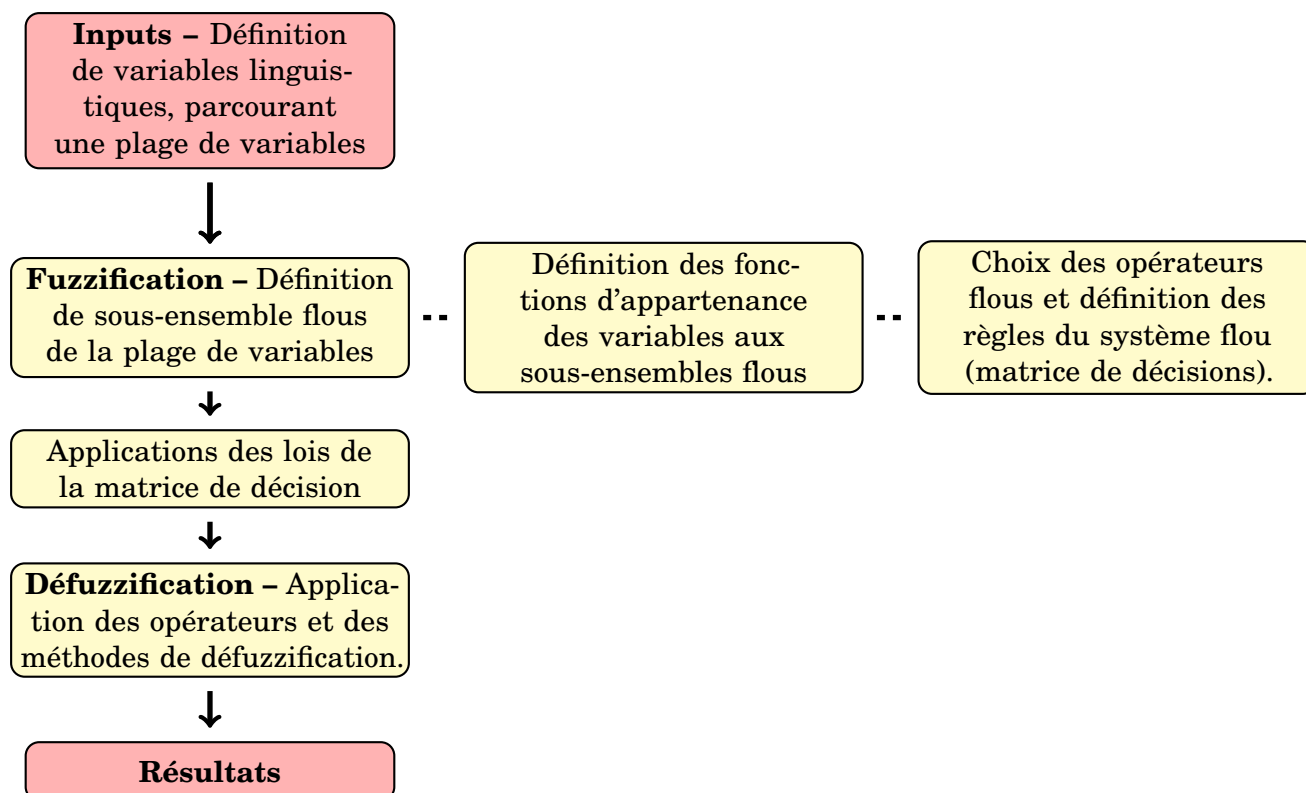 Inputs – Définition
de variables linguis-
tiques, parcourant
une plage de variables
Fuzzification – Définition
de sous-ensemble flous
de la plage de variables
Définition des fonc-
tions d'appartenance
des variables aux
sous-ensembles flous
Choix des opérateurs
flous et définition des
règles du système flou
(matrice de décisions).
Applications des lois de
la matrice de décision
Défuzzification – Applica-
tion des opérateurs et des
méthodes de défuzzification.
Résultats